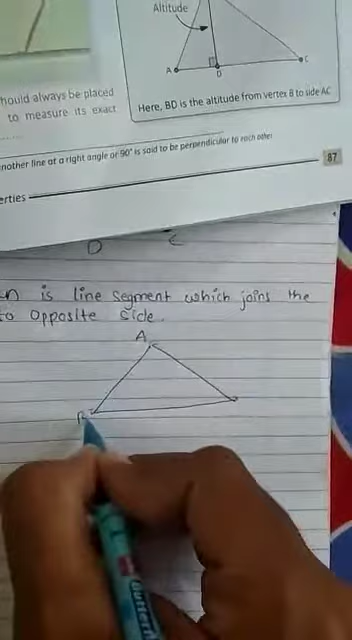 Altitude
A
D
C
hould always be placed
to measure its exact
Here, BD is the altitude from vertex B to side AC
nother line at a right angle or 90° is said to be perpendicular to each other
87
erties
D
n is line segment which joins the
to opposite side.
A
B